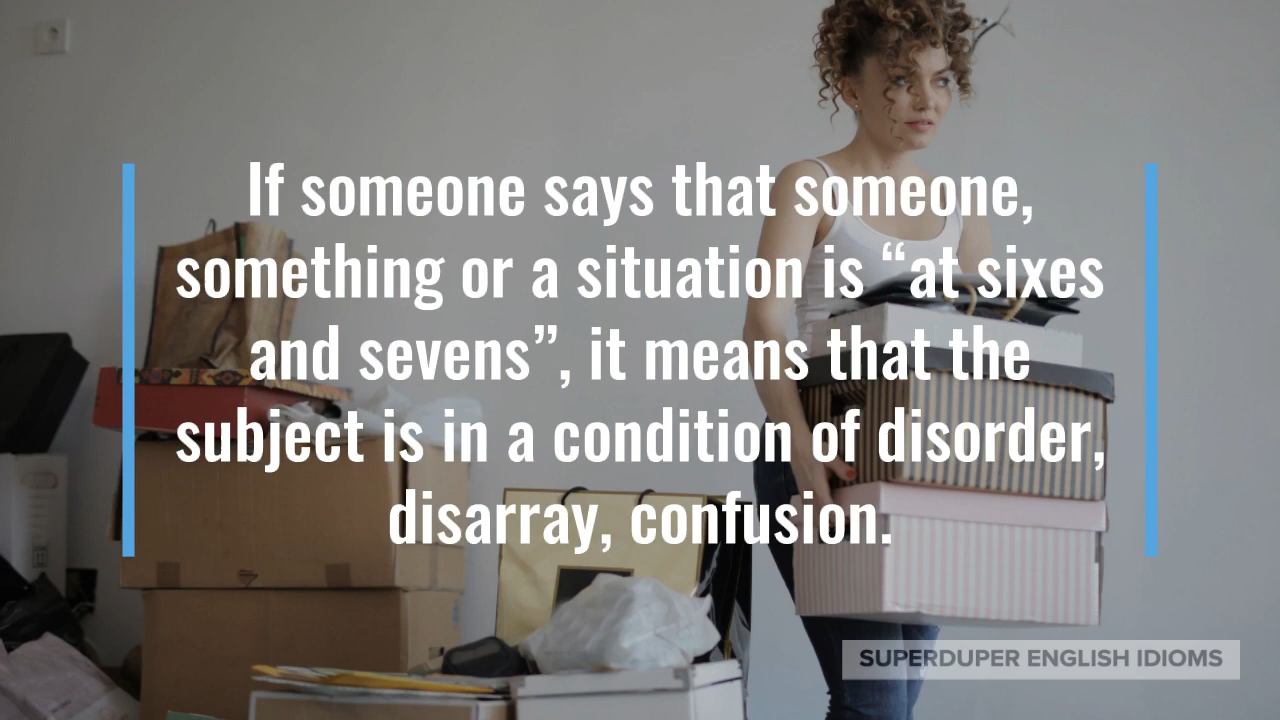 If someone says that someone,
something or a situation is “at sixes
and sevens”, it means that the
subject is in a condition of disorder,
disarray, confusion.
SUPERDUPER ENGLISH IDIOMS